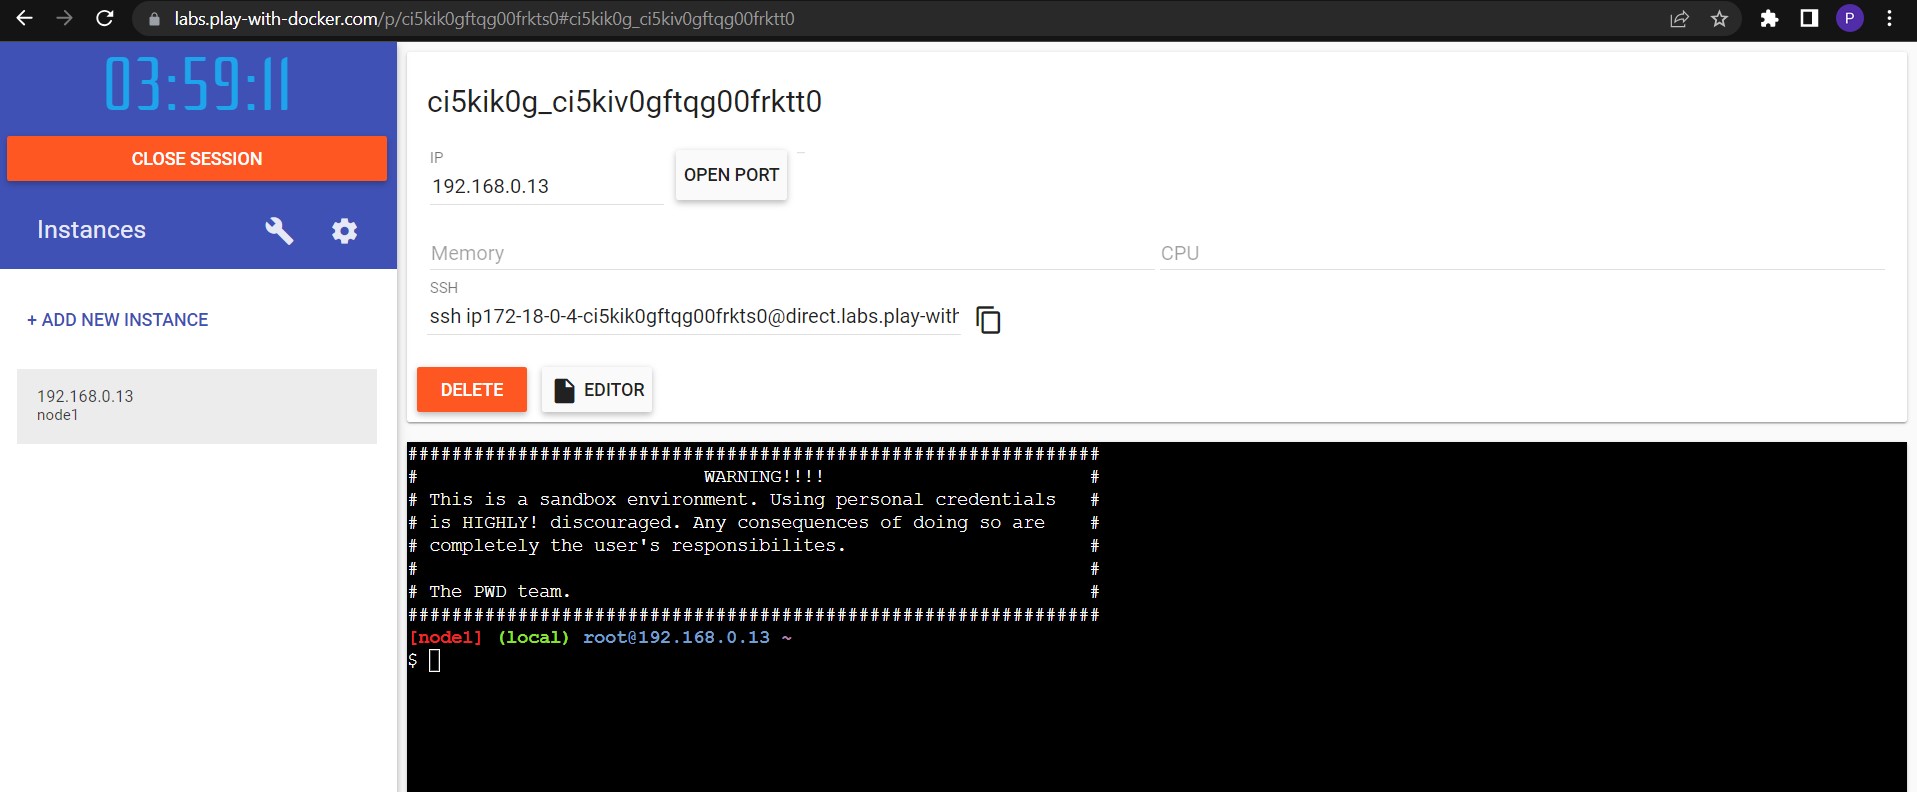 labs.play-with-docker.com/p/ci5kik0gftqg00frkts0#ci5kik0g_ci5kiv0gftqg00frktt0
P
03:59:11
CLOSE SESSION
Instances
+ ADD NEW INSTANCE
192.168.0.13
node1
ci5kik0g_ci5kiv0gftqg00frktt0
IP
192.168.0.13
OPEN PORT
Memory
CPU
SSH
ssh ip172-18-0-4-ci5kik0gftqg00frkts0@direct.labs.play-with
DELETE
EDITOR
###############################################################
# WARNING!!!! #
# This is a sandbox environment. Using personal credentials #
# is HIGHLY! discouraged. Any consequences of doing so are #
# completely the user's responsibilites. #
# #
# The PWD team. #
###############################################################
[node1] (local) root@192.168.0.13 ~
$